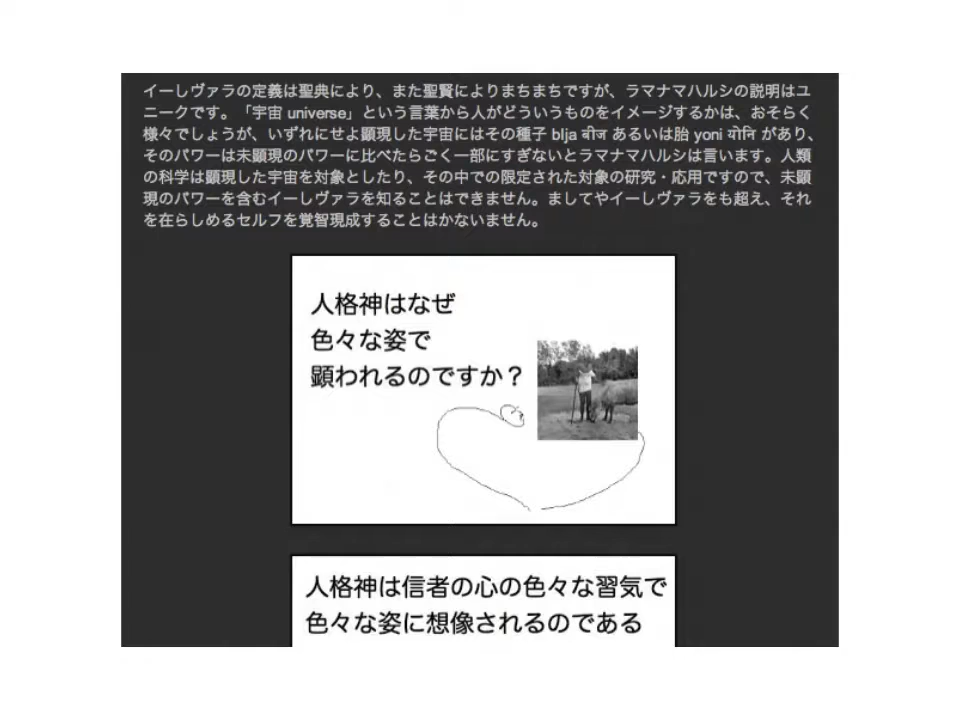 イーしヴァラの定義は聖典により、また聖賢によりまちまちですが、ラマナマハルシの説明はユ
ニークです。「宇宙 universe」という言葉から人がどういうものをイメージするかは、おそらく
様々でしょうが、いずれにせよ顕現した宇宙にはその種子 bIja बीज あるいは胎 yoni योनि があり、
そのパワーは未顕現のパワーに比べたらごく一部にすぎないとラマナマハルシは言います。人類
の科学は顕現した宇宙を対象としたり、その中での限定された対象の研究・応用ですので、未顕
現のパワーを含むイーしヴァラを知ることはできません。ましてやイーしヴァラをも超え、それ
を在らしめるセルフを覚智現成することはかないません。
人格神はなぜ
色々な姿で
顕われるのですか？
人格神は信者の心の色々な習気で
色々な姿に想像されるのである